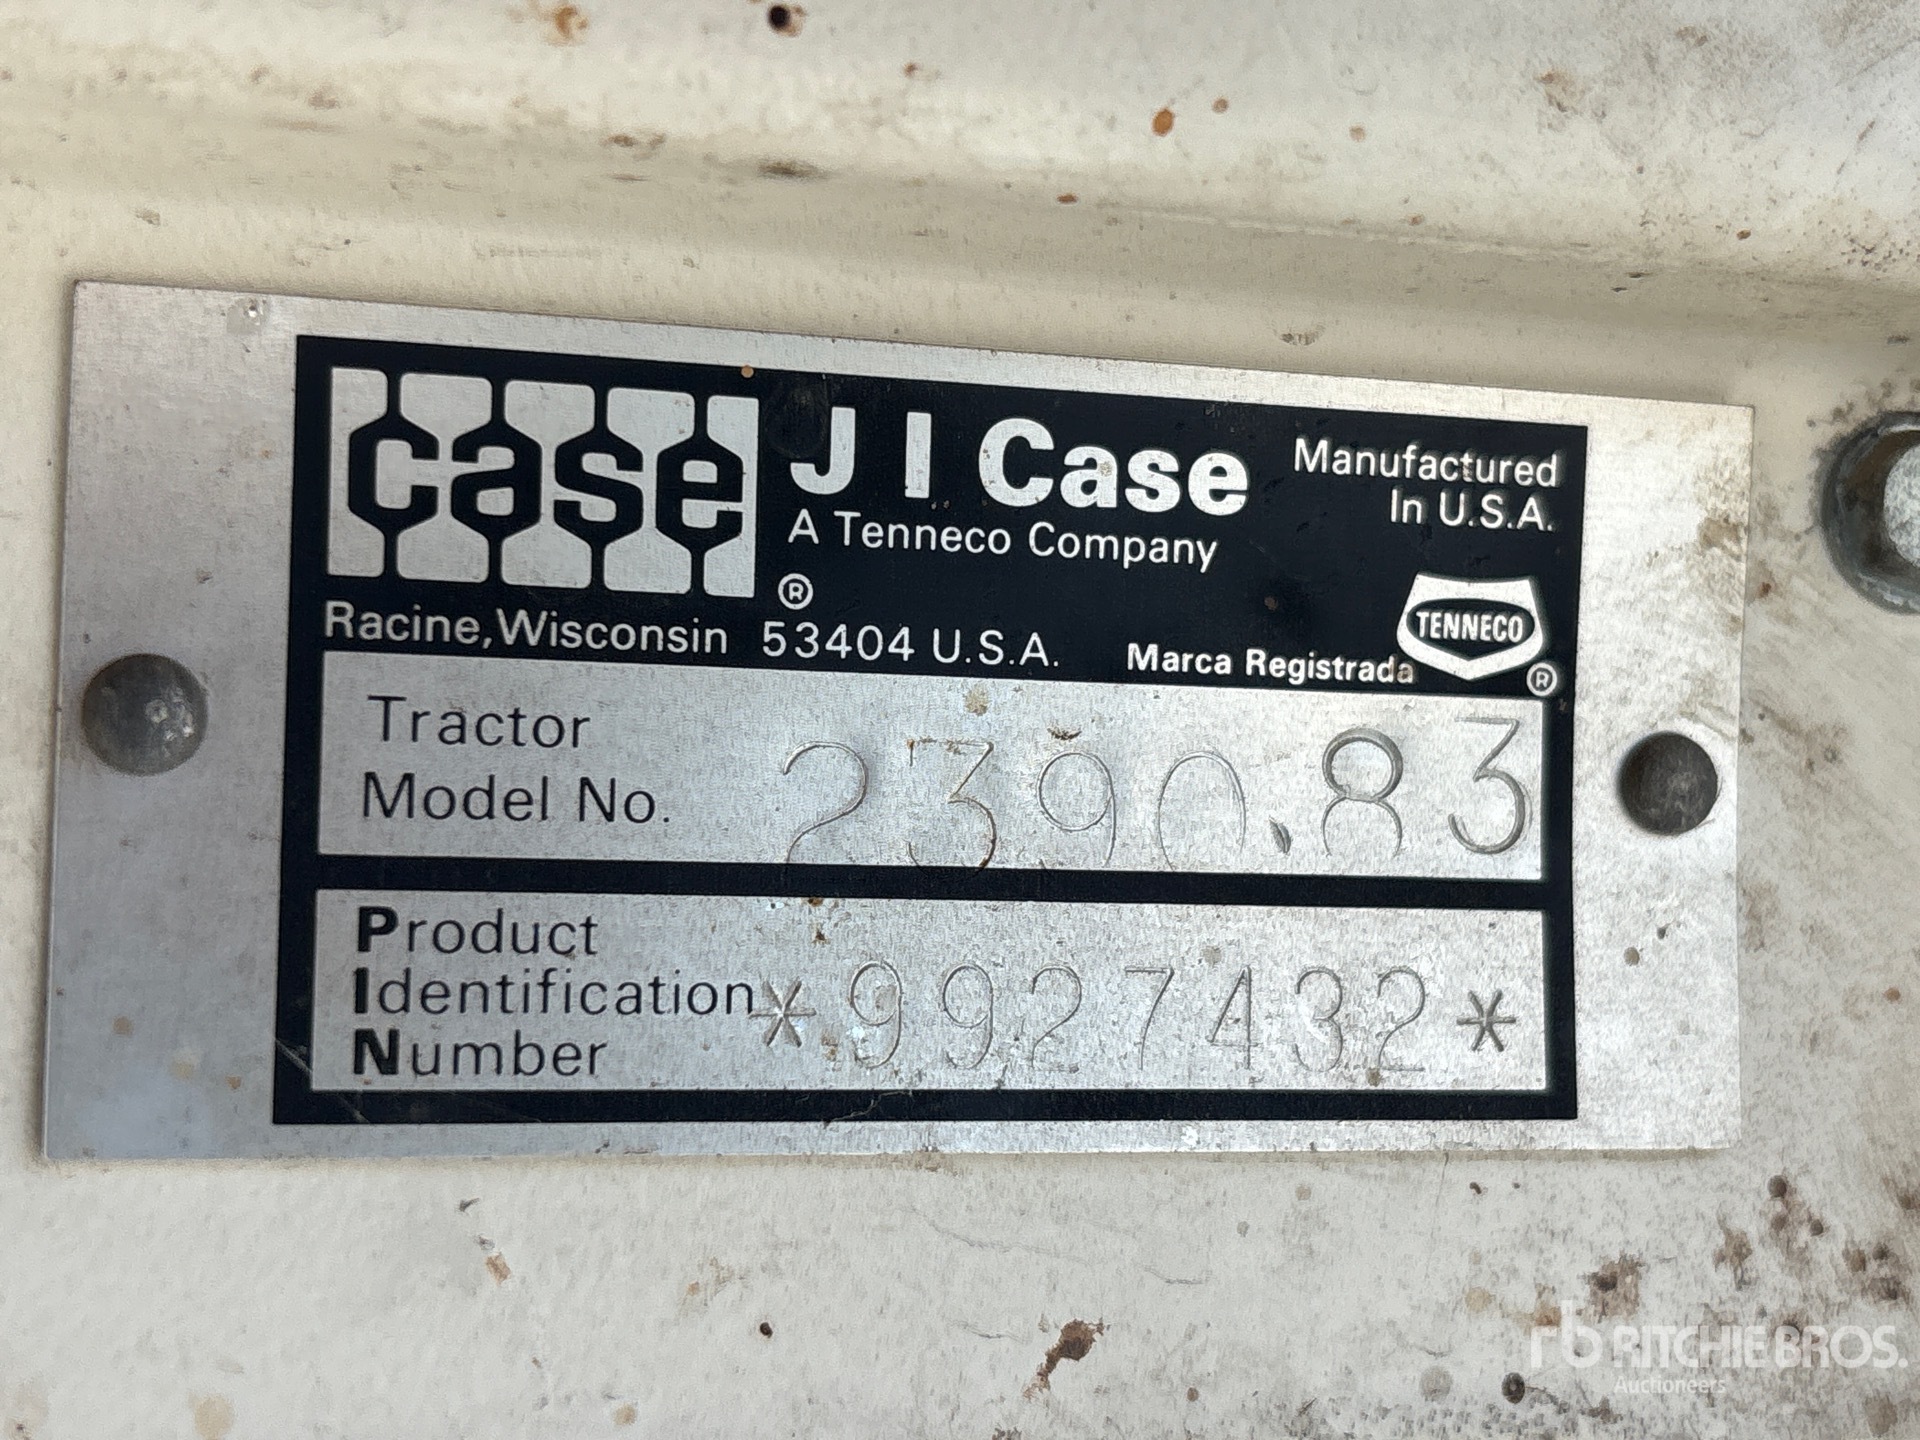 case
J I Case
A Tenneco Company
®
Manufactured
In U.S.A.
TENNECO
®
Racine, Wisconsin 53404 U.S.A.
Marca Registrada
Tractor
Model No.
2390.83
Product
Identification
Number
*9927432*
rb RITCHIE BROS.
Auctioneers